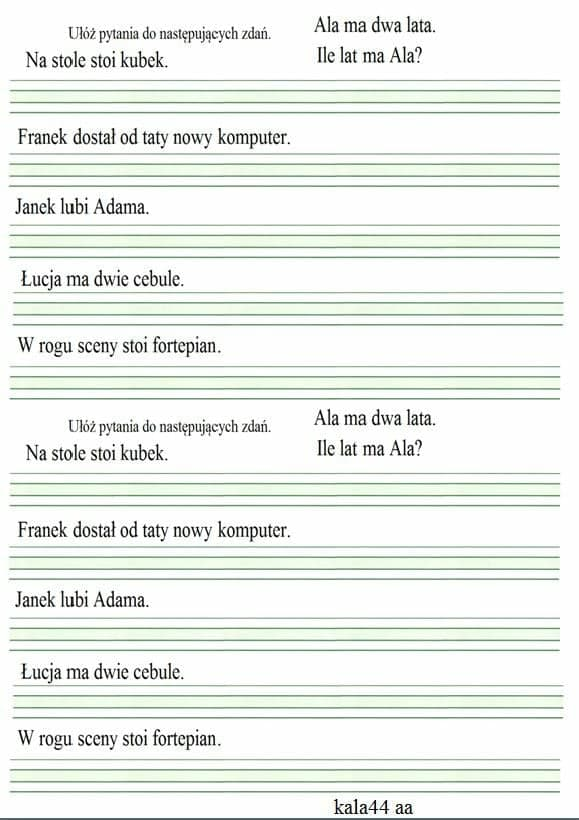 Ułóż pytania do następujących zdań.
Ala ma dwa lata.
Ile lat ma Ala?
Na stole stoi kubek.
Franek dostał od taty nowy komputer.
Janek lubi Adama.
Łucja ma dwie cebule.
W rogu sceny stoi fortepian.
Ułóż pytania do następujących zdań.
Ala ma dwa lata.
Ile lat ma Ala?
Na stole stoi kubek.
Franek dostał od taty nowy komputer.
Janek lubi Adama.
Łucja ma dwie cebule.
W rogu sceny stoi fortepian.
kala44 aa